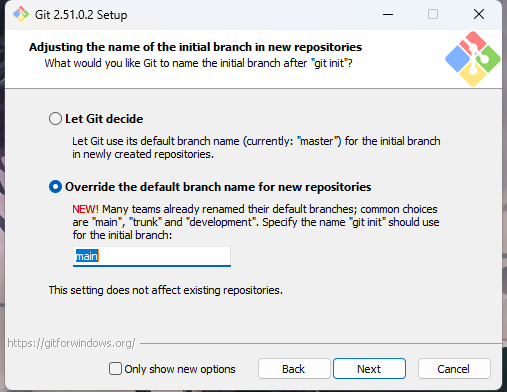 Git 2.51.0.2 Setup
Adjusting the name of the initial branch in new repositories
What would you like Git to name the initial branch after "git init"?
Let Git decide
Let Git use its default branch name (currently: "master") for the initial branch
in newly created repositories.
Override the default branch name for new repositories
NEW! Many teams already renamed their default branches; common choices
are "main", "trunk" and "development". Specify the name "git init" should use
for the initial branch:
main
This setting does not affect existing repositories.
https://gitforwindows.org/
Only show new options
Back
Next
Cancel